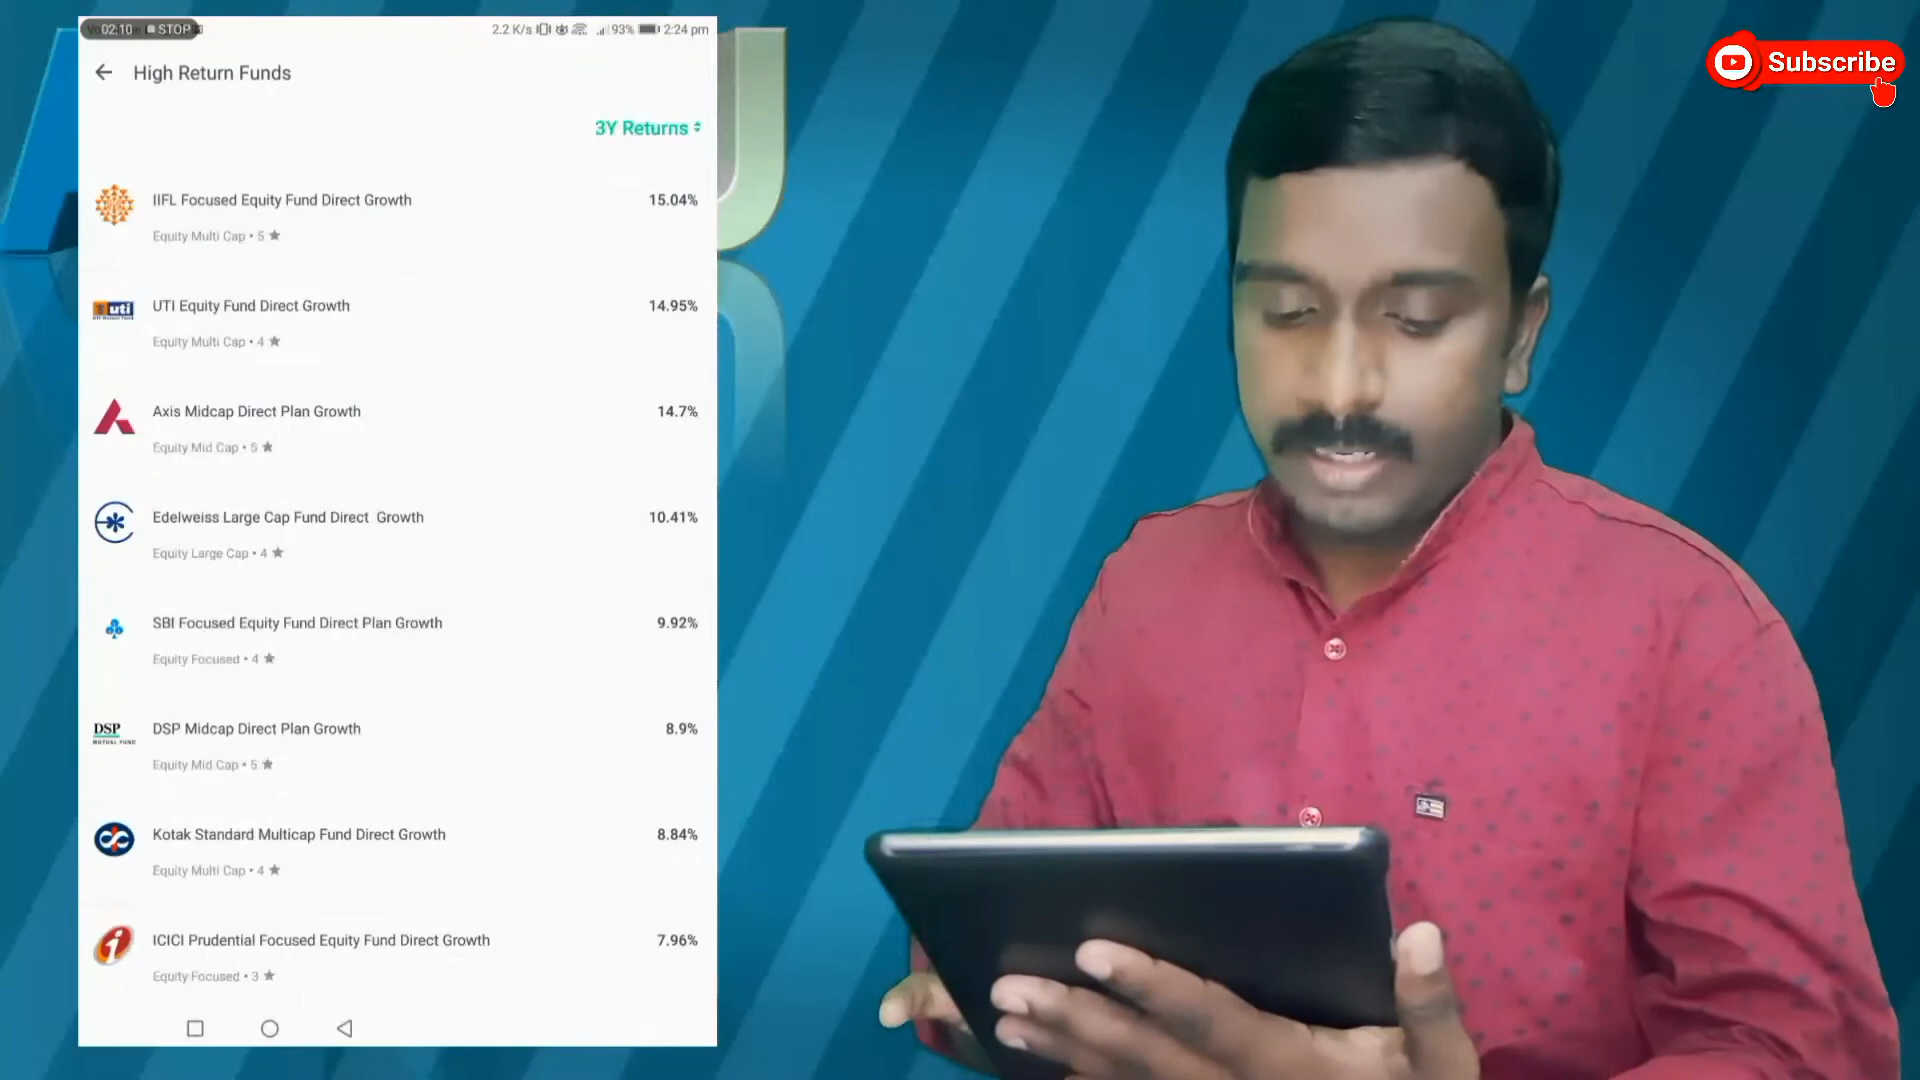 02:10 STOP
2.2 K/s 93% 2:24 pm
High Return Funds
3Y Returns
IIFL Focused Equity Fund Direct Growth 15.04%
Equity Multi Cap • 5 ★
uti
UTI Equity Fund Direct Growth 14.95%
Equity Multi Cap • 4 ★
Axis Midcap Direct Plan Growth 14.7%
Equity Mid Cap • 5 ★
Edelweiss Large Cap Fund Direct Growth 10.41%
Equity Large Cap • 4 ★
SBI Focused Equity Fund Direct Plan Growth 9.92%
Equity Focused • 4 ★
DSP
MUTUAL FUND
DSP Midcap Direct Plan Growth 8.9%
Equity Mid Cap • 5 ★
Kotak Standard Multicap Fund Direct Growth 8.84%
Equity Multi Cap • 4 ★
ICICI Prudential Focused Equity Fund Direct Growth 7.96%
Equity Focused • 3 ★
Subscribe